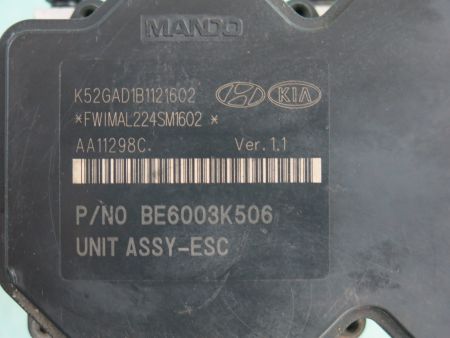 MANDO
K52GAD1B1121602
KIA
*FWIMAL224SM1602 *
AA11298C. Ver.1.1
P/NO BE6003K506
UNIT ASSY-ESC